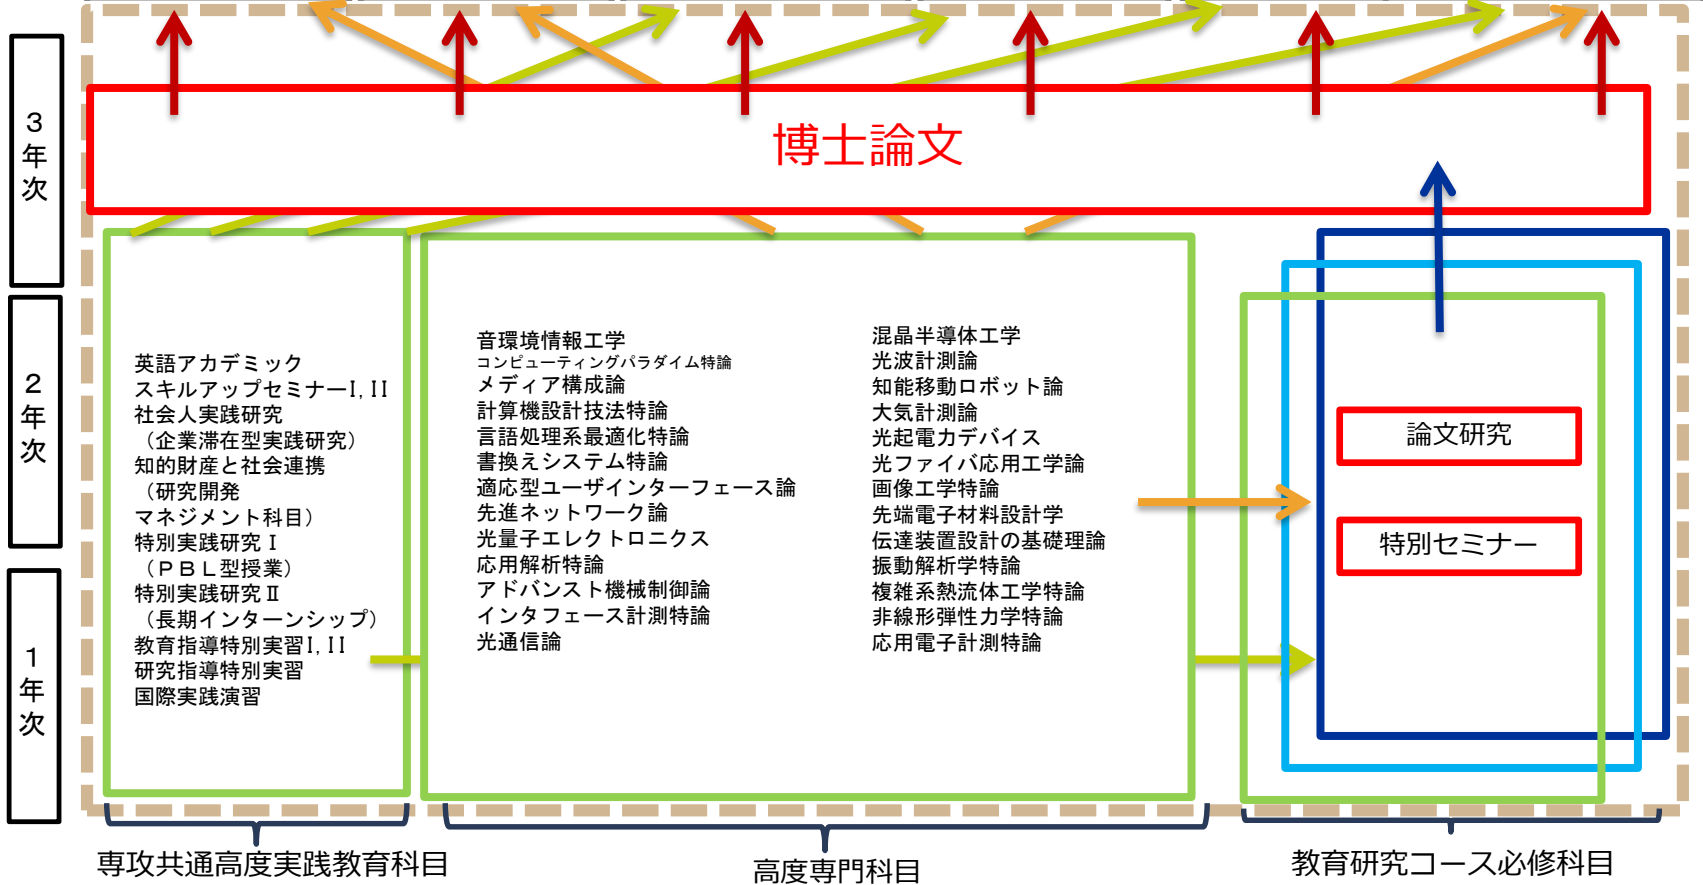 博士論文
3
年
次
2
年
次
1
年
次
英語アカデミック
スキルアップセミナーI,II
社会人実践研究
（企業滞在型実践研究）
知的財産と社会連携
（研究開発
マネジメント科目）
特別実践研究Ⅰ
（ＰＢＬ型授業）
特別実践研究Ⅱ
（長期インターンシップ）
教育指導特別実習I,II
研究指導特別実習
国際実践演習
音環境情報工学
コンピューティングパラダイム特論
メディア構成論
計算機設計技法特論
言語処理系最適化特論
書換えシステム特論
適応型ユーザインターフェース論
先進ネットワーク論
光量子エレクトロニクス
応用解析特論
アドバンスト機械制御論
インタフェース計測特論
光通信論
混晶半導体工学
光波計測論
知能移動ロボット論
大気計測論
光起電力デバイス
光ファイバ応用工学論
画像工学特論
先端電子材料設計学
伝達装置設計の基礎理論
振動解析学特論
複雑系熱流体工学特論
非線形弾性力学特論
応用電子計測特論
論文研究
特別セミナー
専攻共通高度実践教育科目
高度専門科目
教育研究コース必修科目